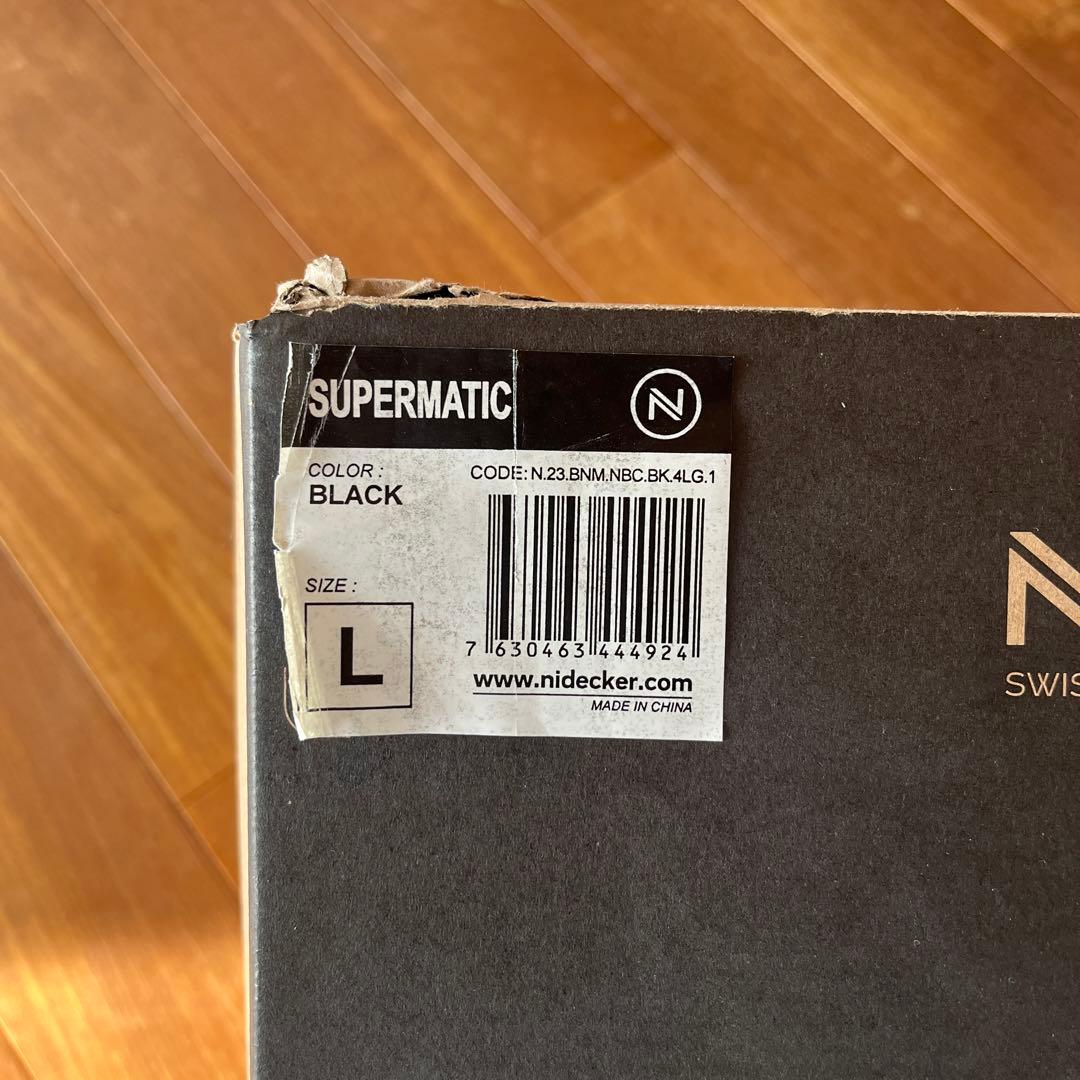 SUPERMATIC
N
COLOR :
BLACK
CODE: N.23.BNM.NBC.BK.4LG.1
SIZE :
L
7 630463 444924
www.nidecker.com
MADE IN CHINA
N
SWIS